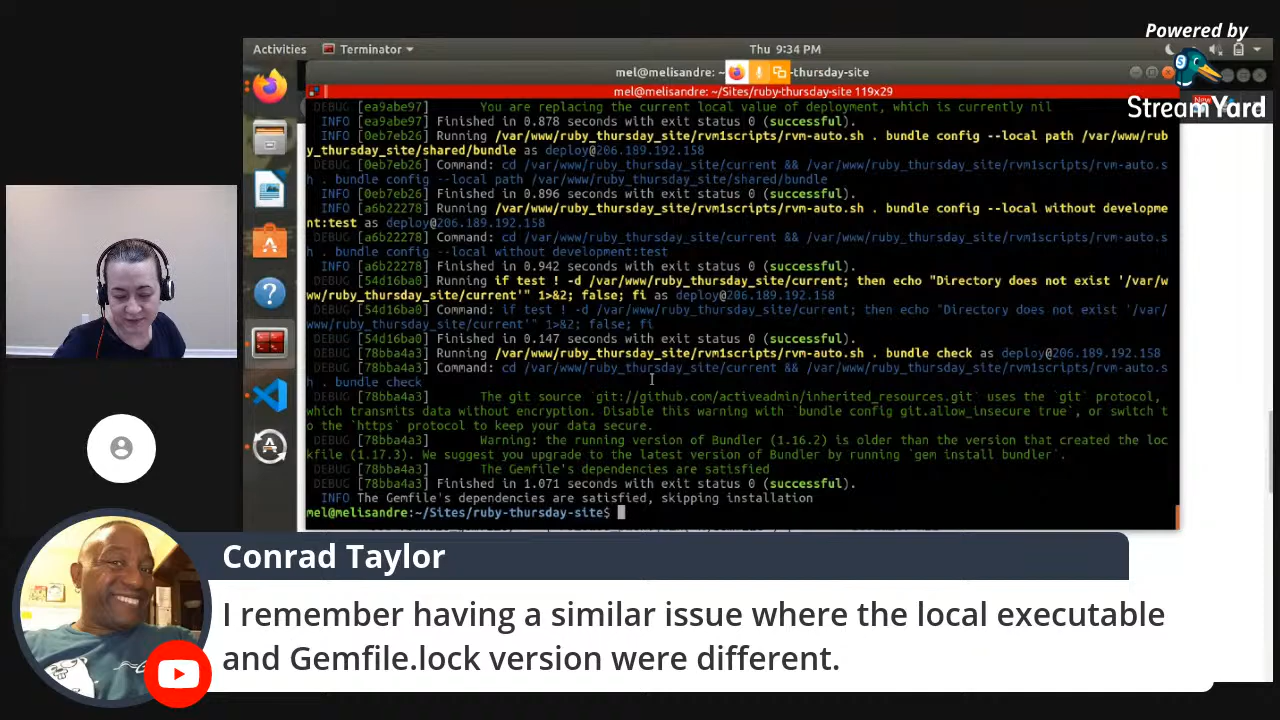 Powered by
StreamYard
Activities
Terminator
Thu 9:34 PM
mel@melisandre: ~
-thursday-site
mel@melisandre: ~/Sites/ruby-thursday-site 119x29
DEBUG [ea9abe97] You are replacing the current local value of deployment, which is currently nil
INFO [ea9abe97] Finished in 0.878 seconds with exit status 0 (successful).
INFO [0eb7eb26] Running /var/www/ruby_thursday_site/rvm1scripts/rvm-auto.sh . bundle config --local path /var/www/rub
y_thursday_site/shared/bundle as deploy@206.189.192.158
DEBUG [0eb7eb26] Command: cd /var/www/ruby_thursday_site/current && /var/www/ruby_thursday_site/rvm1scripts/rvm-auto.s
h . bundle config --local path /var/www/ruby_thursday_site/shared/bundle
INFO [0eb7eb26] Finished in 0.896 seconds with exit status 0 (successful).
INFO [a6b22278] Running /var/www/ruby_thursday_site/rvm1scripts/rvm-auto.sh . bundle config --local without developme
nt:test as deploy@206.189.192.158
DEBUG [a6b22278] Command: cd /var/www/ruby_thursday_site/current && /var/www/ruby_thursday_site/rvm1scripts/rvm-auto.s
h . bundle config --local without development:test
INFO [a6b22278] Finished in 0.942 seconds with exit status 0 (successful).
DEBUG [54d16ba0] Running if test ! -d /var/www/ruby_thursday_site/current; then echo "Directory does not exist '/var/w
ww/ruby_thursday_site/current'" 1>&2; false; fi as deploy@206.189.192.158
DEBUG [54d16ba0] Command: if test ! -d /var/www/ruby_thursday_site/current; then echo "Directory does not exist '/var/
www/ruby_thursday_site/current'" 1>&2; false; fi
DEBUG [54d16ba0] Finished in 0.147 seconds with exit status 0 (successful).
DEBUG [78bba4a3] Running /var/www/ruby_thursday_site/rvm1scripts/rvm-auto.sh . bundle check as deploy@206.189.192.158
DEBUG [78bba4a3] Command: cd /var/www/ruby_thursday_site/current && /var/www/ruby_thursday_site/rvm1scripts/rvm-auto.s
h . bundle check
DEBUG [78bba4a3] The git source `git://github.com/activeadmin/inherited_resources.git` uses the `git` protocol,
which transmits data without encryption. Disable this warning with `bundle config git.allow_insecure true`, or switch t
o the `https` protocol to keep your data secure.
DEBUG [78bba4a3] Warning: the running version of Bundler (1.16.2) is older than the version that created the loc
kfile (1.17.3). We suggest you upgrade to the latest version of Bundler by running `gem install bundler`.
DEBUG [78bba4a3] The Gemfile's dependencies are satisfied
DEBUG [78bba4a3] Finished in 1.071 seconds with exit status 0 (successful).
INFO The Gemfile's dependencies are satisfied, skipping installation
mel@melisandre:~/Sites/ruby-thursday-site$
Conrad Taylor
I remember having a similar issue where the local executable
and Gemfile.lock version were different.